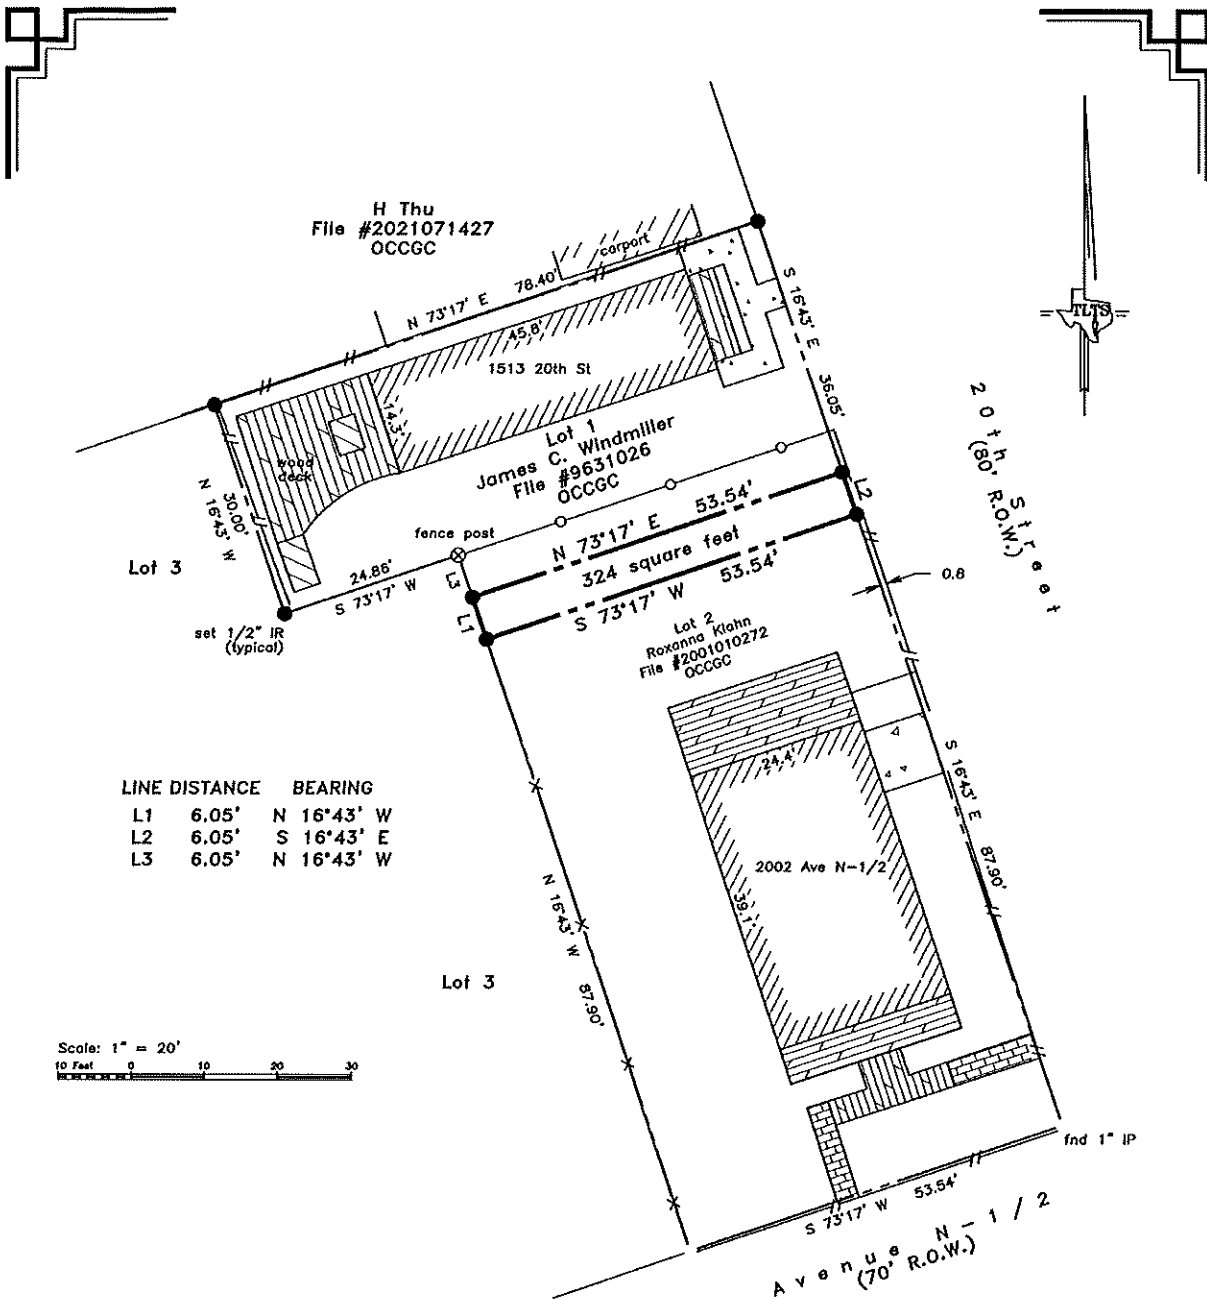 H Thu
File #2021071427
OCCGC
carport
N 73°17' E 78.40'
45.8'
1513 20th St
14.3'
wood
deck
Lot 1
James C. Windmiller
File #9631026
OCCGC
S 16°43' E 36.05'
TLTS
20th Street
(80' R.O.W.)
30.00'
N 16°43' W
Lot 3
fence post
24.86'
S 73°17' W
set 1/2" IR
(typical)
L3
L1
L2
N 73°17' E 53.54'
324 square feet
S 73°17' W 53.54'
0.8
Lot 2
Roxanna Klahn
File #2001010272
OCCGC
24.4'
2002 Ave N-1/2
39.1'
S 16°43' E 87.90'
LINE DISTANCE BEARING
L1 6.05' N 16°43' W
L2 6.05' S 16°43' E
L3 6.05' N 16°43' W
N 16°43' W 87.90'
Lot 3
Scale: 1" = 20'
10 Feet 0 10 20 30
fnd 1" IP
S 73°17' W 53.54'
Avenue N-1/2
(70' R.O.W.)